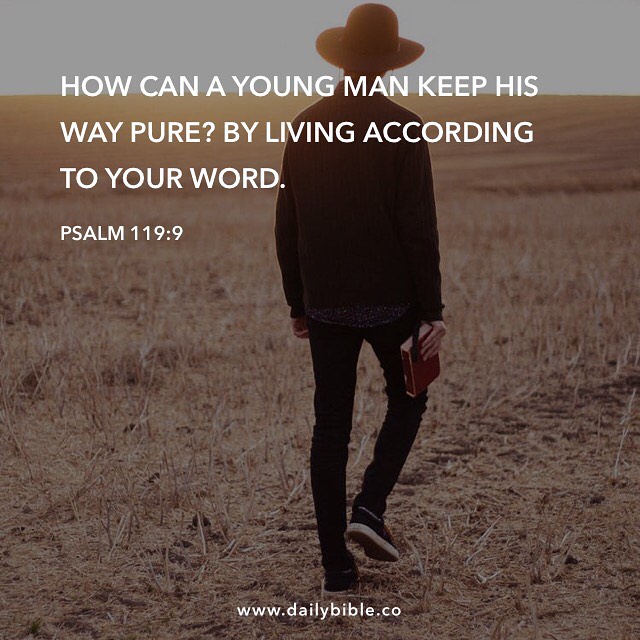 HOW CAN A YOUNG MAN KEEP HIS
WAY PURE? BY LIVING ACCORDING
TO YOUR WORD.
PSALM 119:9
www.dailybible.co